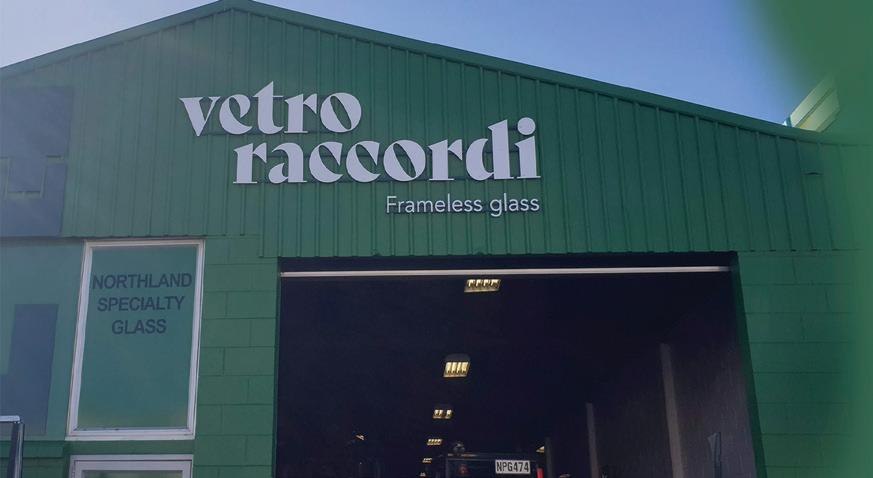 vetro
raccordi
Frameless glass
NORTHLAND
SPECIALTY
GLASS
NPG474